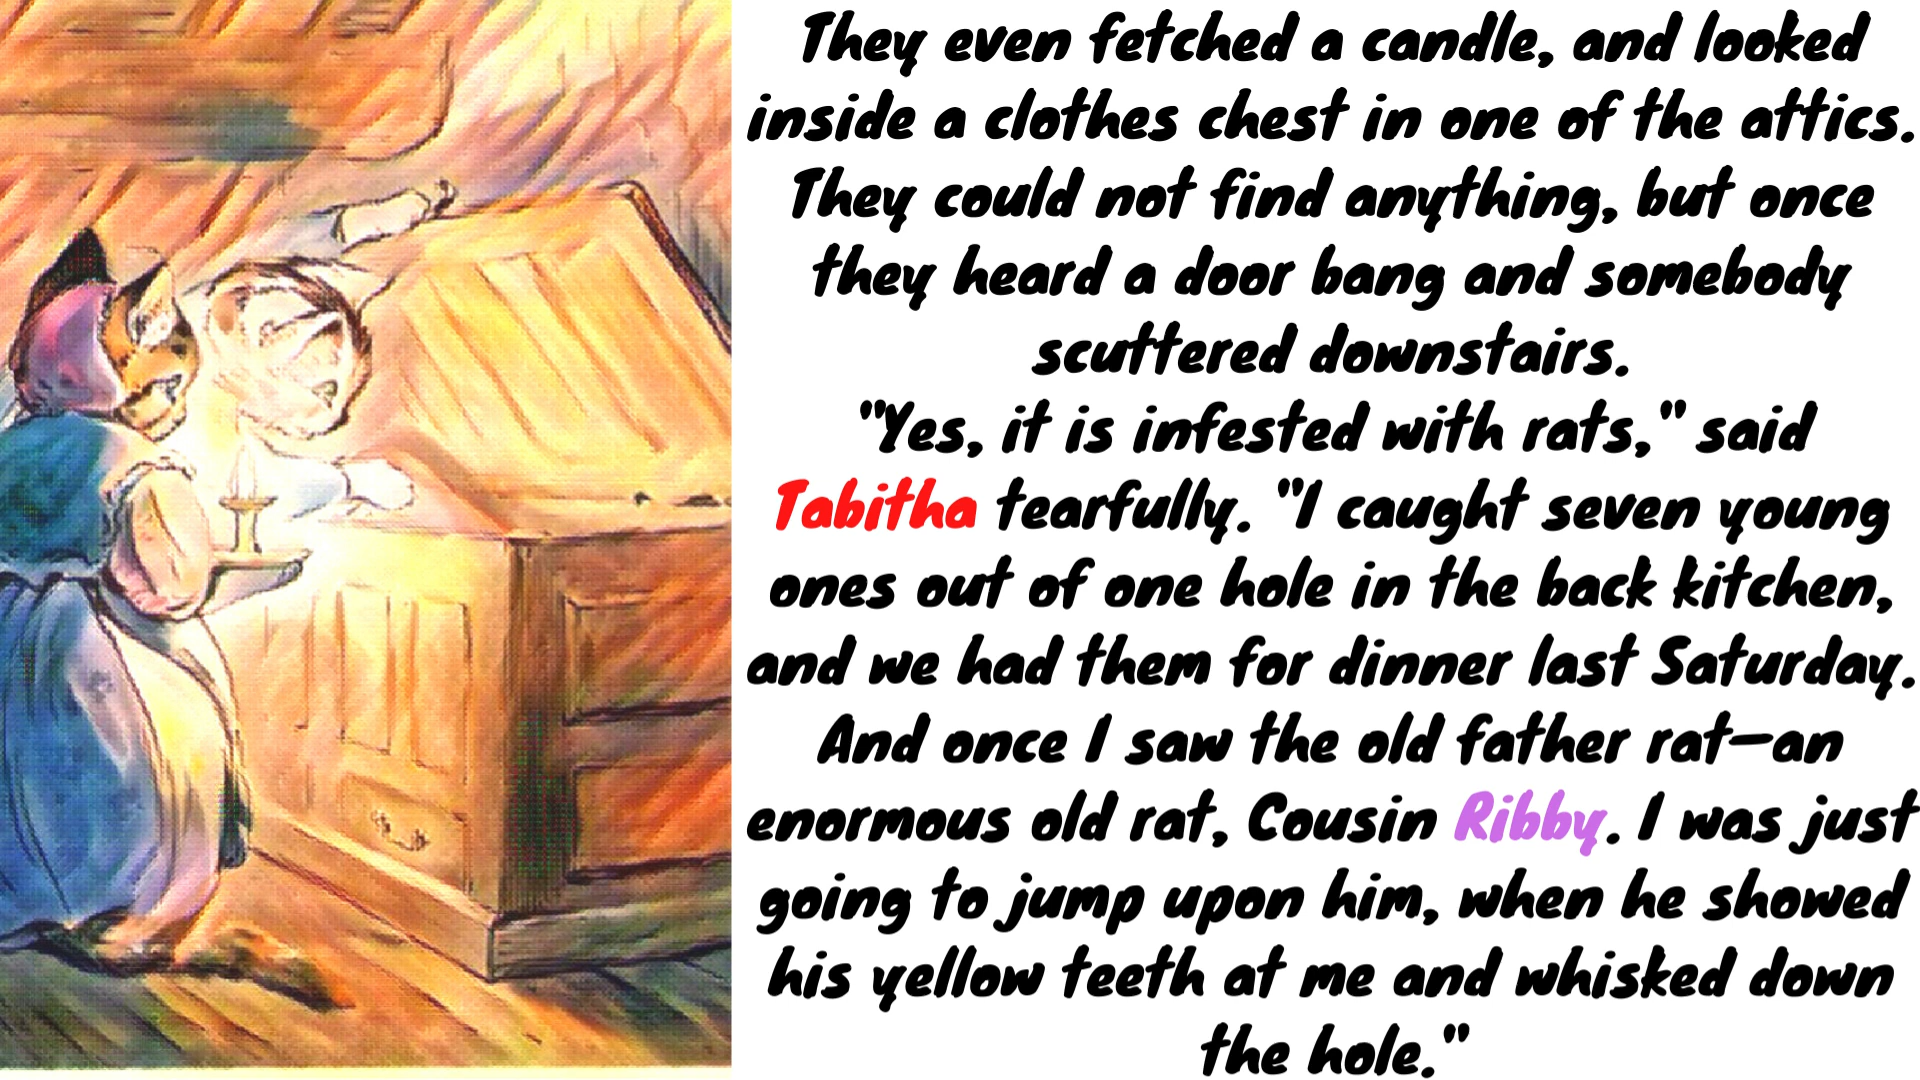 They even fetched a candle, and looked
inside a clothes chest in one of the attics.
They could not find anything, but once
they heard a door bang and somebody
scuttered downstairs.
"Yes, it is infested with rats," said
Tabitha tearfully. "I caught seven young
ones out of one hole in the back kitchen,
and we had them for dinner last Saturday.
And once I saw the old father rat—an
enormous old rat, Cousin Ribby. I was just
going to jump upon him, when he showed
his yellow teeth at me and whisked down
the hole."